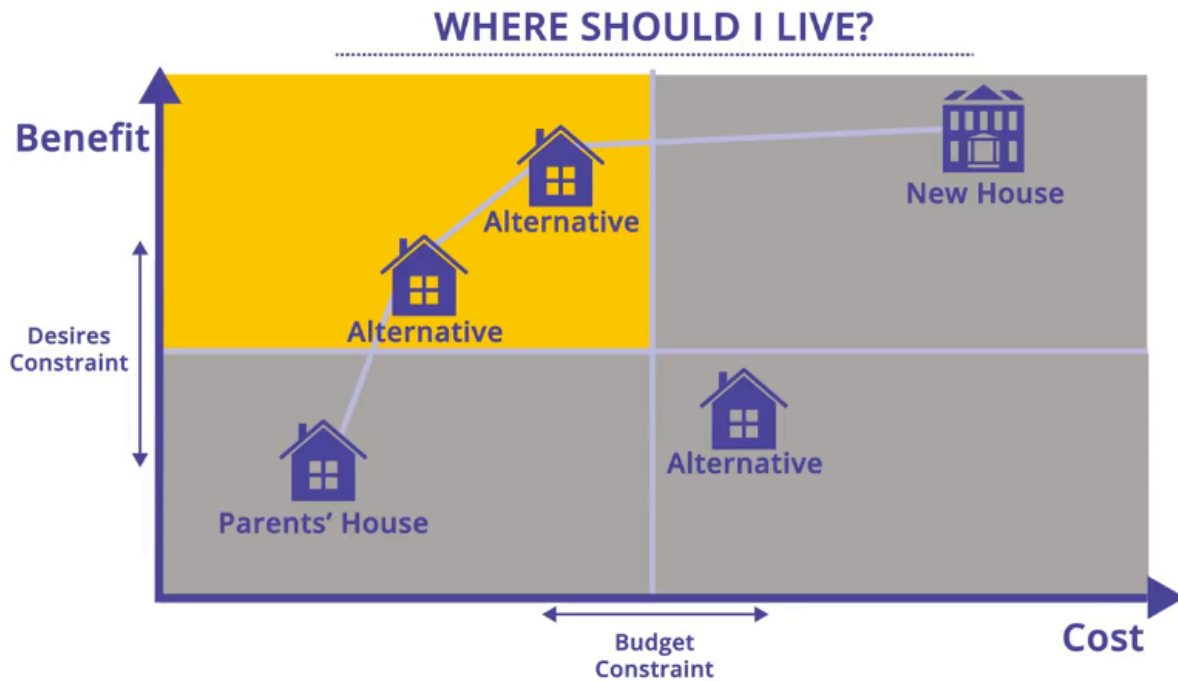 WHERE SHOULD I LIVE?
Benefit
New House
Alternative
Alternative
Desires
Constraint
Alternative
Parents’ House
Budget
Constraint
Cost